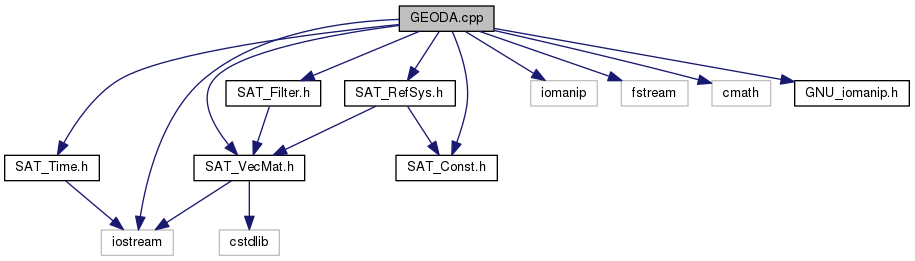 GEODA.cpp
SAT_Filter.h
SAT_RefSys.h
iomanip
fstream
cmath
GNU_iomanip.h
SAT_Time.h
SAT_VecMat.h
SAT_Const.h
iostream
cstdlib